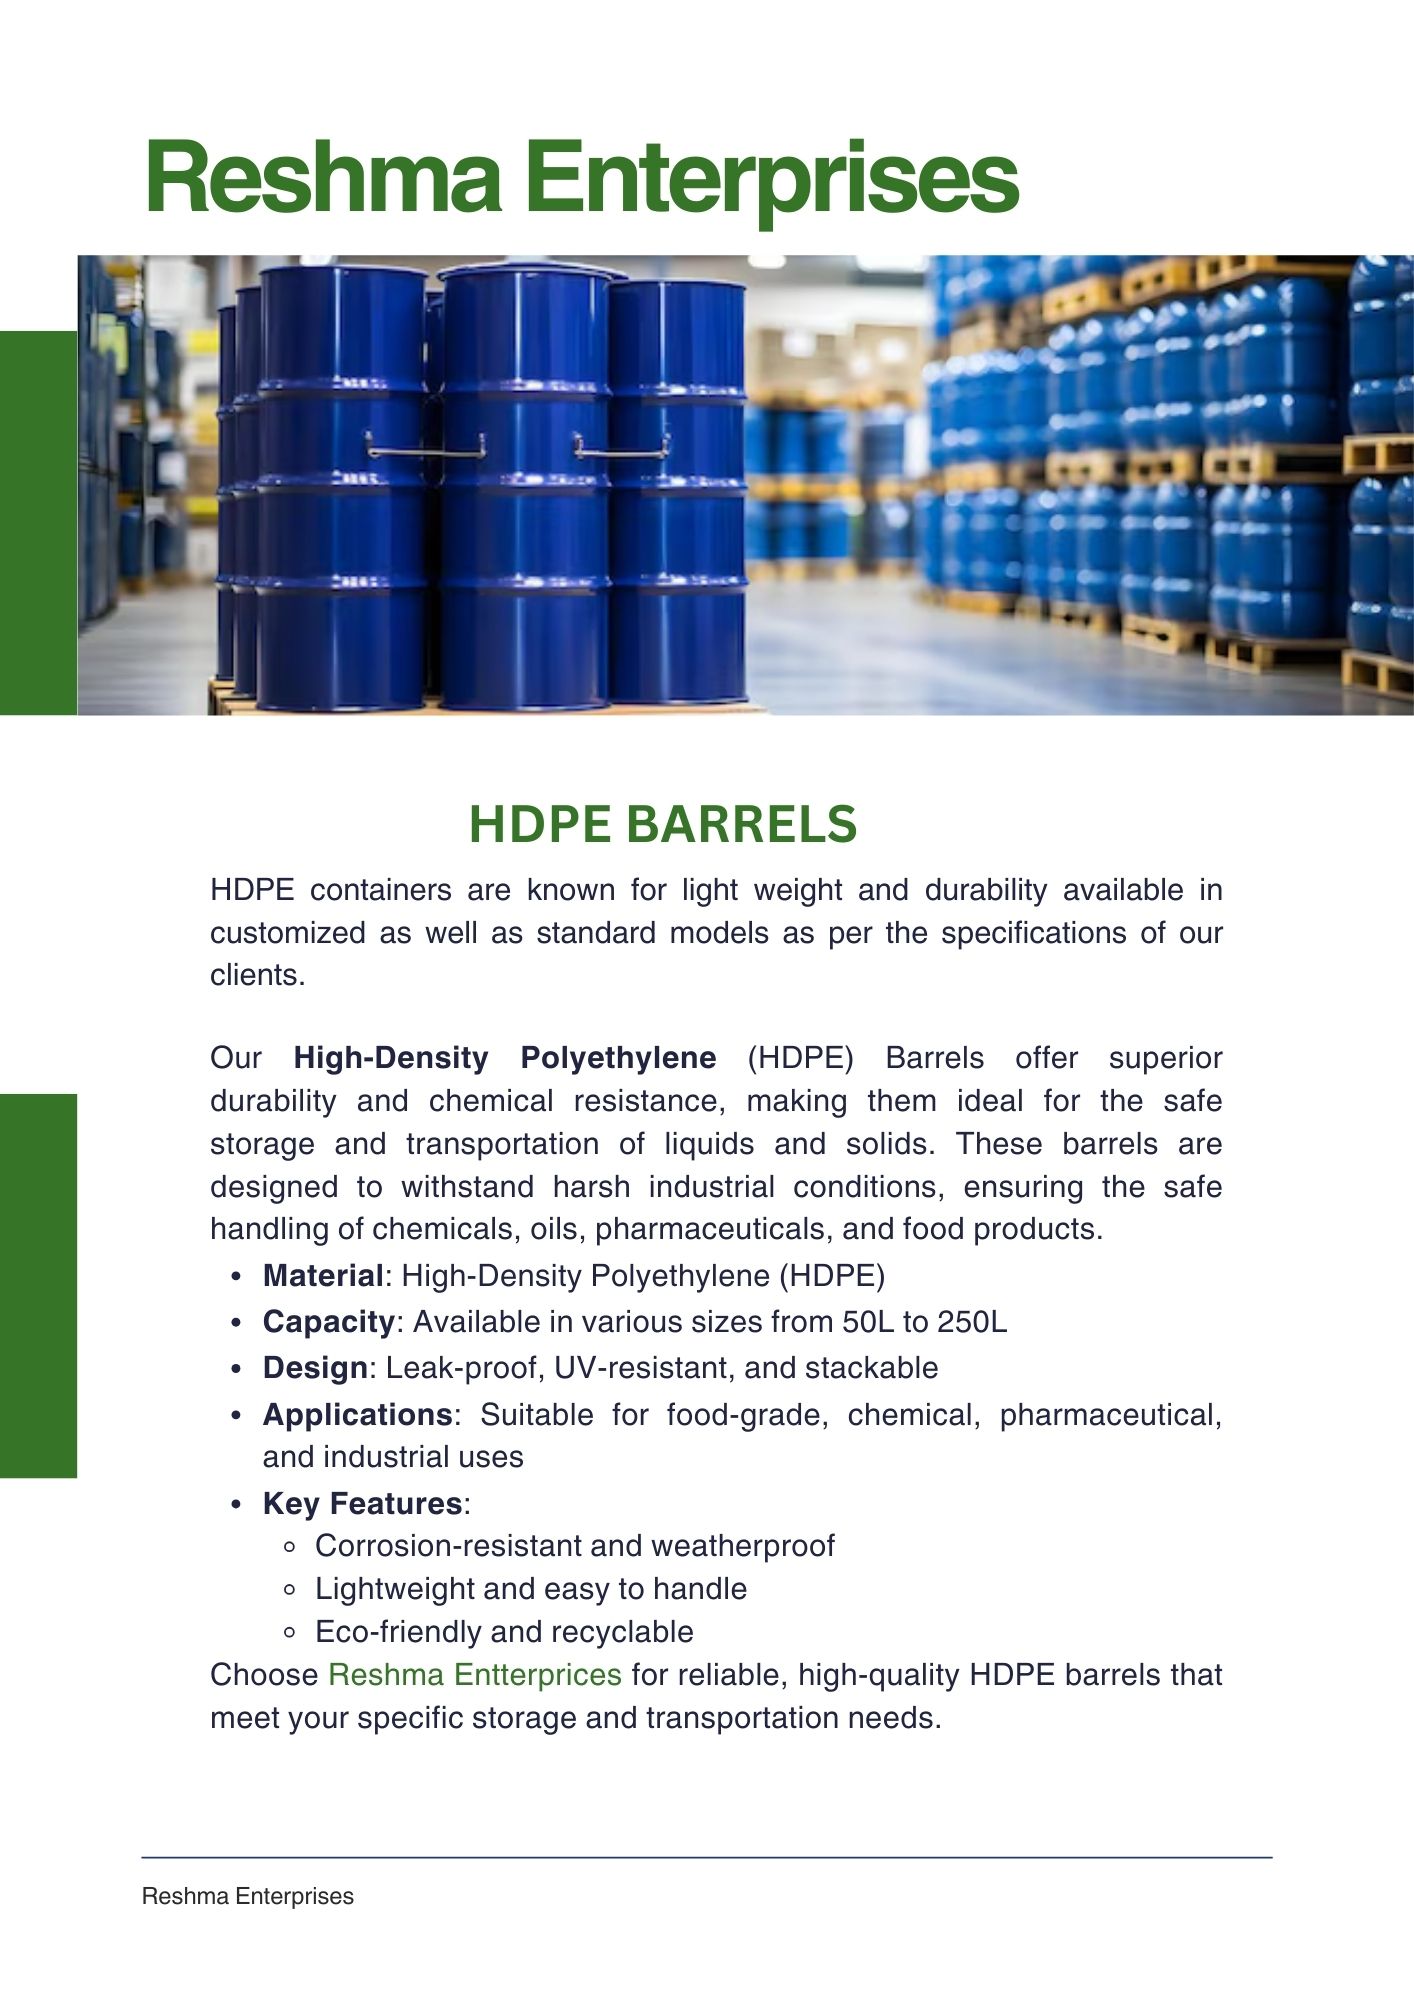 Reshma Enterprises
HDPE BARRELS
HDPE containers are known for light weight and durability available in
customized as well as standard models as per the specifications of our
clients.
Our High-Density Polyethylene (HDPE) Barrels offer superior
durability and chemical resistance, making them ideal for the safe
storage and transportation of liquids and solids. These barrels are
designed to withstand harsh industrial conditions, ensuring the safe
handling of chemicals, oils, pharmaceuticals, and food products.
• Material: High-Density Polyethylene (HDPE)
• Capacity: Available in various sizes from 50L to 250L
• Design: Leak-proof, UV-resistant, and stackable
• Applications: Suitable for food-grade, chemical, pharmaceutical,
and industrial uses
• Key Features:
◦ Corrosion-resistant and weatherproof
◦ Lightweight and easy to handle
◦ Eco-friendly and recyclable
Choose Reshma Entterprices for reliable, high-quality HDPE barrels that
meet your specific storage and transportation needs.
Reshma Enterprises